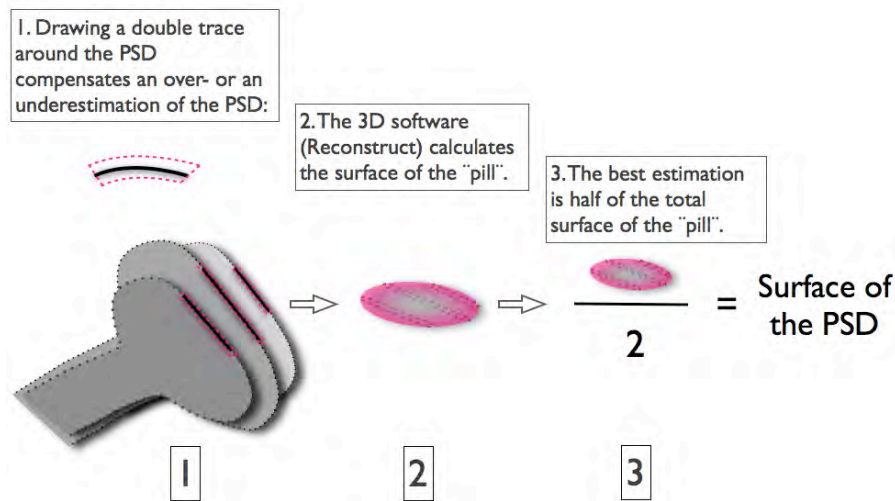 1. Drawing a double trace
around the PSD
compensates an over- or an
underestimation of the PSD:
2.The 3D software
(Reconstruct) calculates
the surface of the ¨pill¨.
3.The best estimation
is half of the total
surface of the ¨pill¨.
2
=
Surface of
the PSD
1
2
3